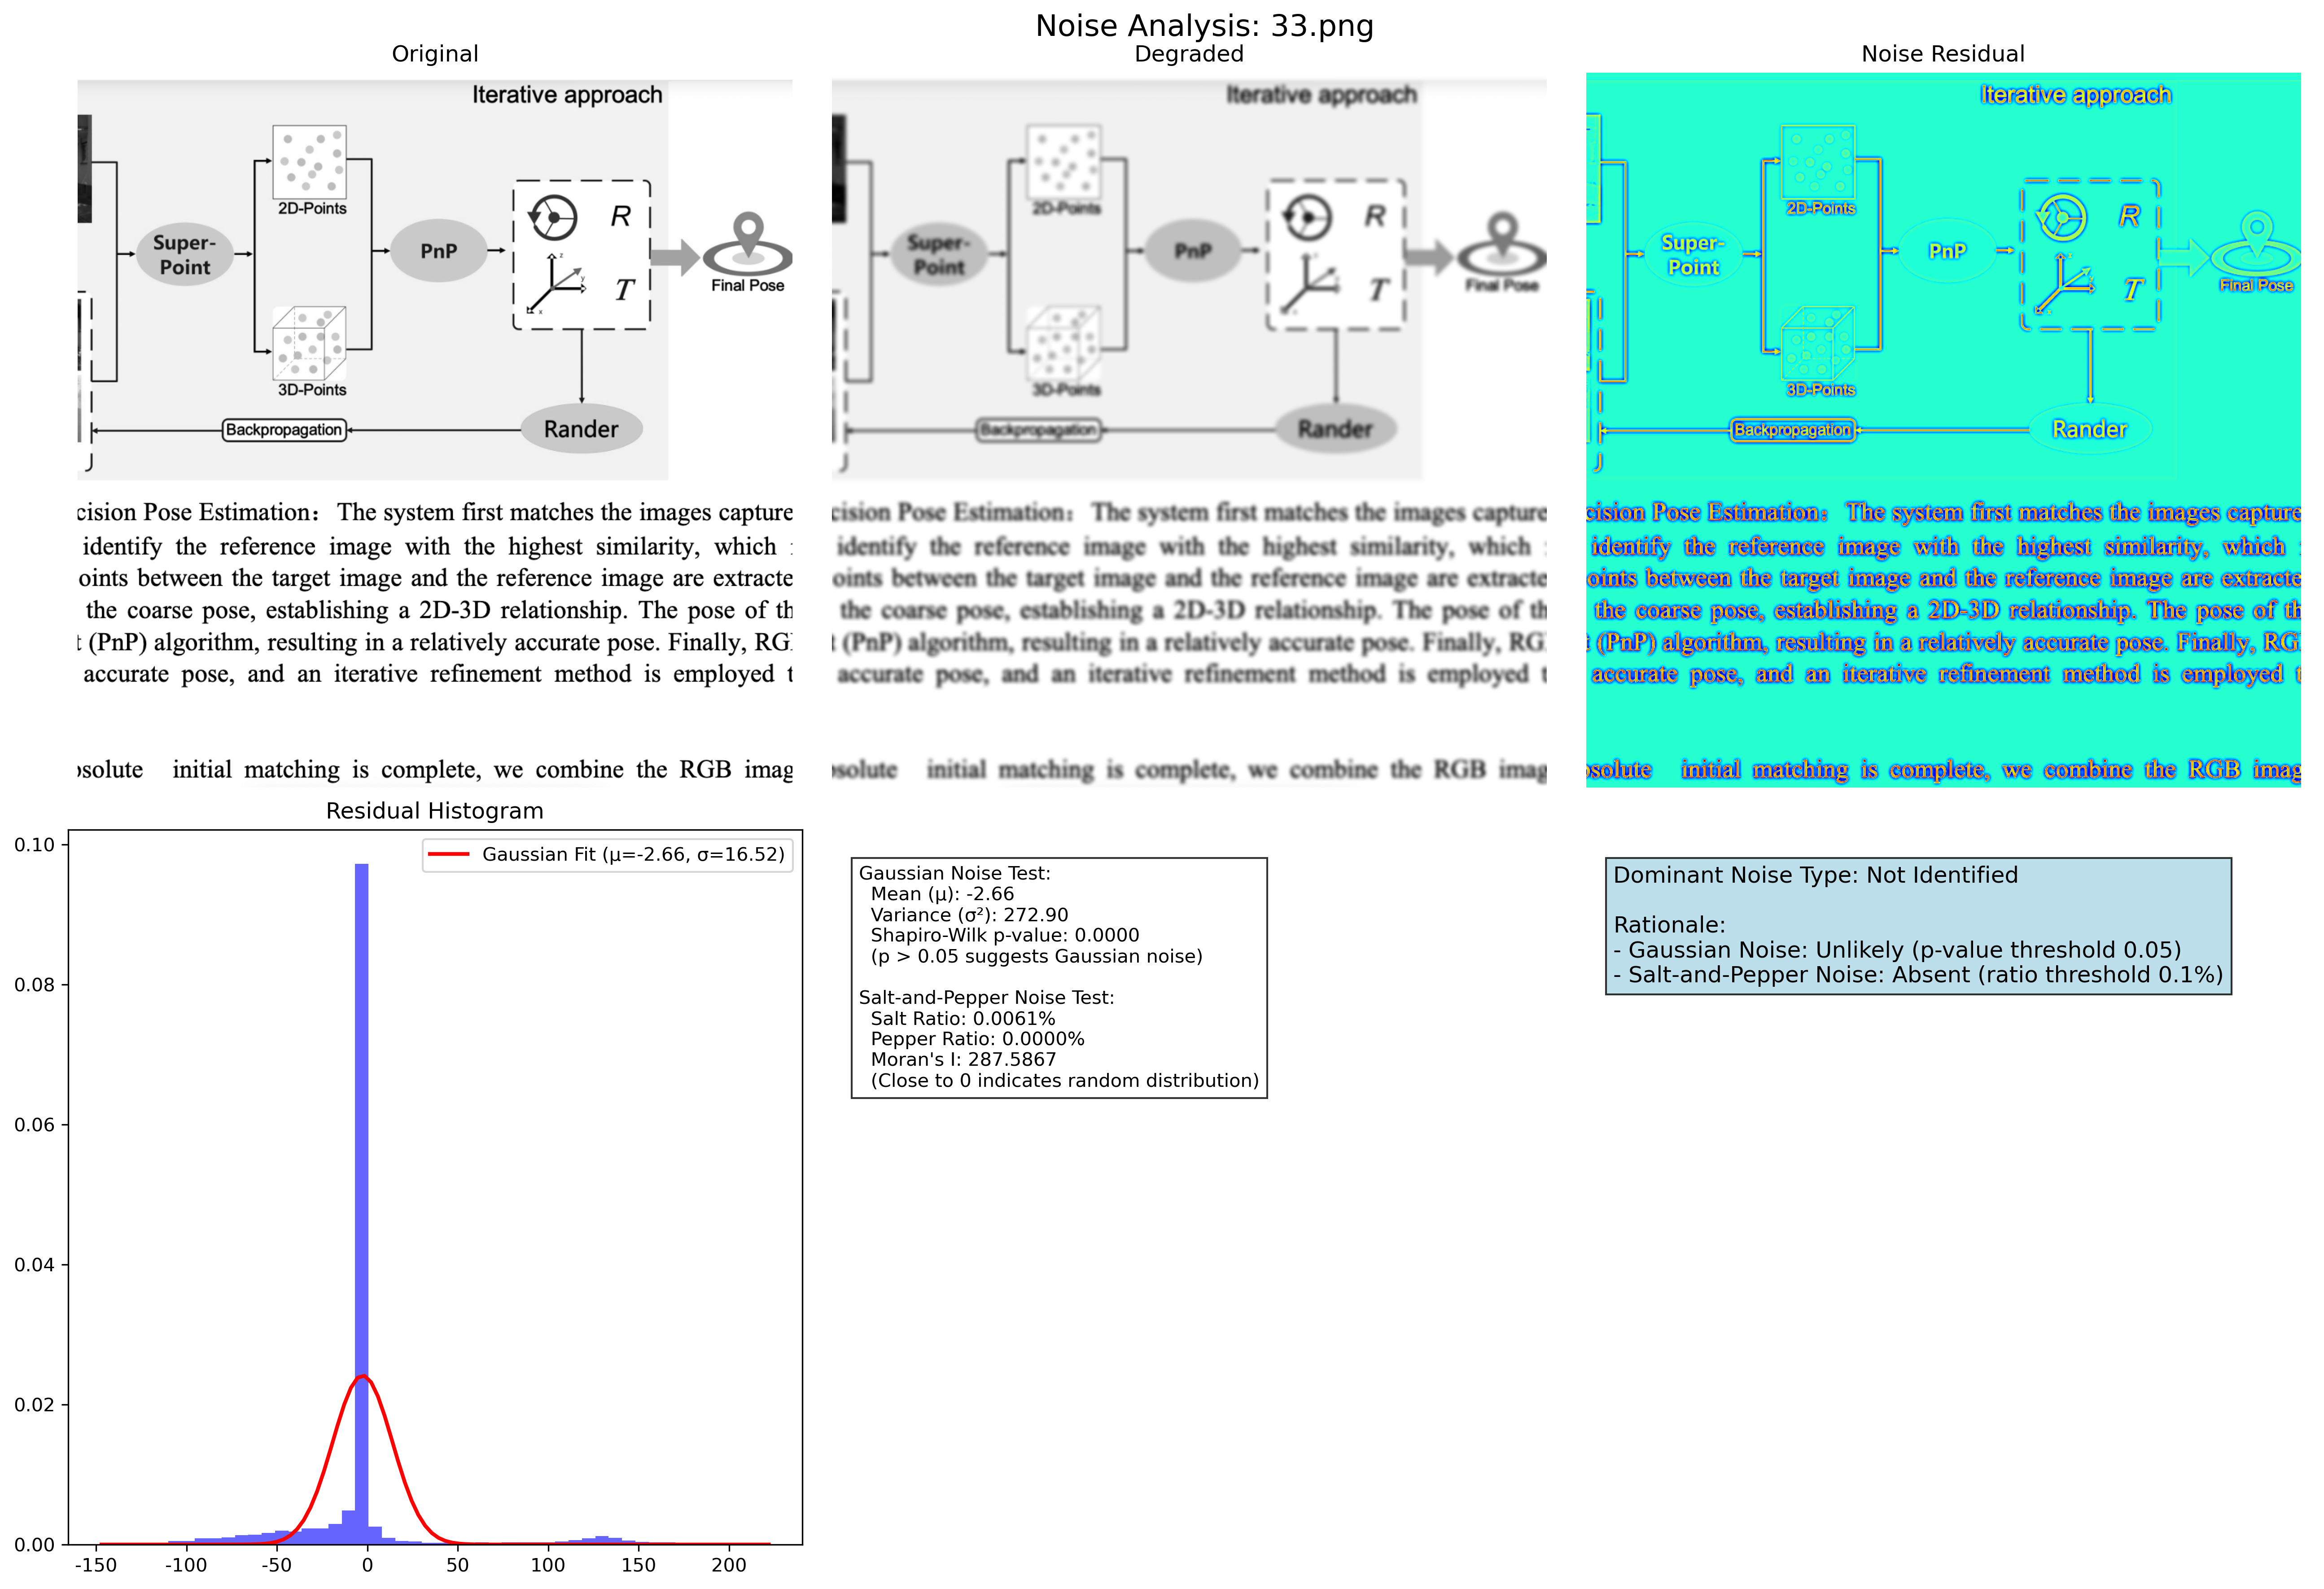 Noise Analysis: 33.png
Original
Iterative approach
2D-Points
Super-
Point
PnP
R
T
z
y
x
Final Pose
3D-Points
Backpropagation
Rander
cision Pose Estimation: The system first matches the images capture
identify the reference image with the highest similarity, which
oints between the target image and the reference image are extracte
the coarse pose, establishing a 2D-3D relationship. The pose of th
t (PnP) algorithm, resulting in a relatively accurate pose. Finally, RG
accurate pose, and an iterative refinement method is employed t
osolute initial matching is complete, we combine the RGB imag
Degraded
Iterative approach
2D-Points
Super-
Point
PnP
R
T
Final Pose
3D-Points
Backpropagation
Rander
cision Pose Estimation: The system first matches the images capture
identify the reference image with the highest similarity, which
oints between the target image and the reference image are extracte
the coarse pose, establishing a 2D-3D relationship. The pose of th
t (PnP) algorithm, resulting in a relatively accurate pose. Finally, RG
accurate pose, and an iterative refinement method is employed t
osolute initial matching is complete, we combine the RGB imag
Noise Residual
Iterative approach
2D-Points
Super-
Point
PnP
R
T
Final Pose
3D-Points
Backpropagation
Rander
cision Pose Estimation: The system first matches the images capture
identify the reference image with the highest similarity, which
oints between the target image and the reference image are extracte
the coarse pose, establishing a 2D-3D relationship. The pose of th
t (PnP) algorithm, resulting in a relatively accurate pose. Finally, RG
accurate pose, and an iterative refinement method is employed t
osolute initial matching is complete, we combine the RGB imag
Residual Histogram
Gaussian Fit (μ=-2.66, σ=16.52)
0.10
0.08
0.06
0.04
0.02
0.00
-150 -100 -50 0 50 100 150 200
Gaussian Noise Test:
Mean (μ): -2.66
Variance (σ²): 272.90
Shapiro-Wilk p-value: 0.0000
(p > 0.05 suggests Gaussian noise)
Salt-and-Pepper Noise Test:
Salt Ratio: 0.0061%
Pepper Ratio: 0.0000%
Moran's I: 287.5867
(Close to 0 indicates random distribution)
Dominant Noise Type: Not Identified
Rationale:
- Gaussian Noise: Unlikely (p-value threshold 0.05)
- Salt-and-Pepper Noise: Absent (ratio threshold 0.1%)